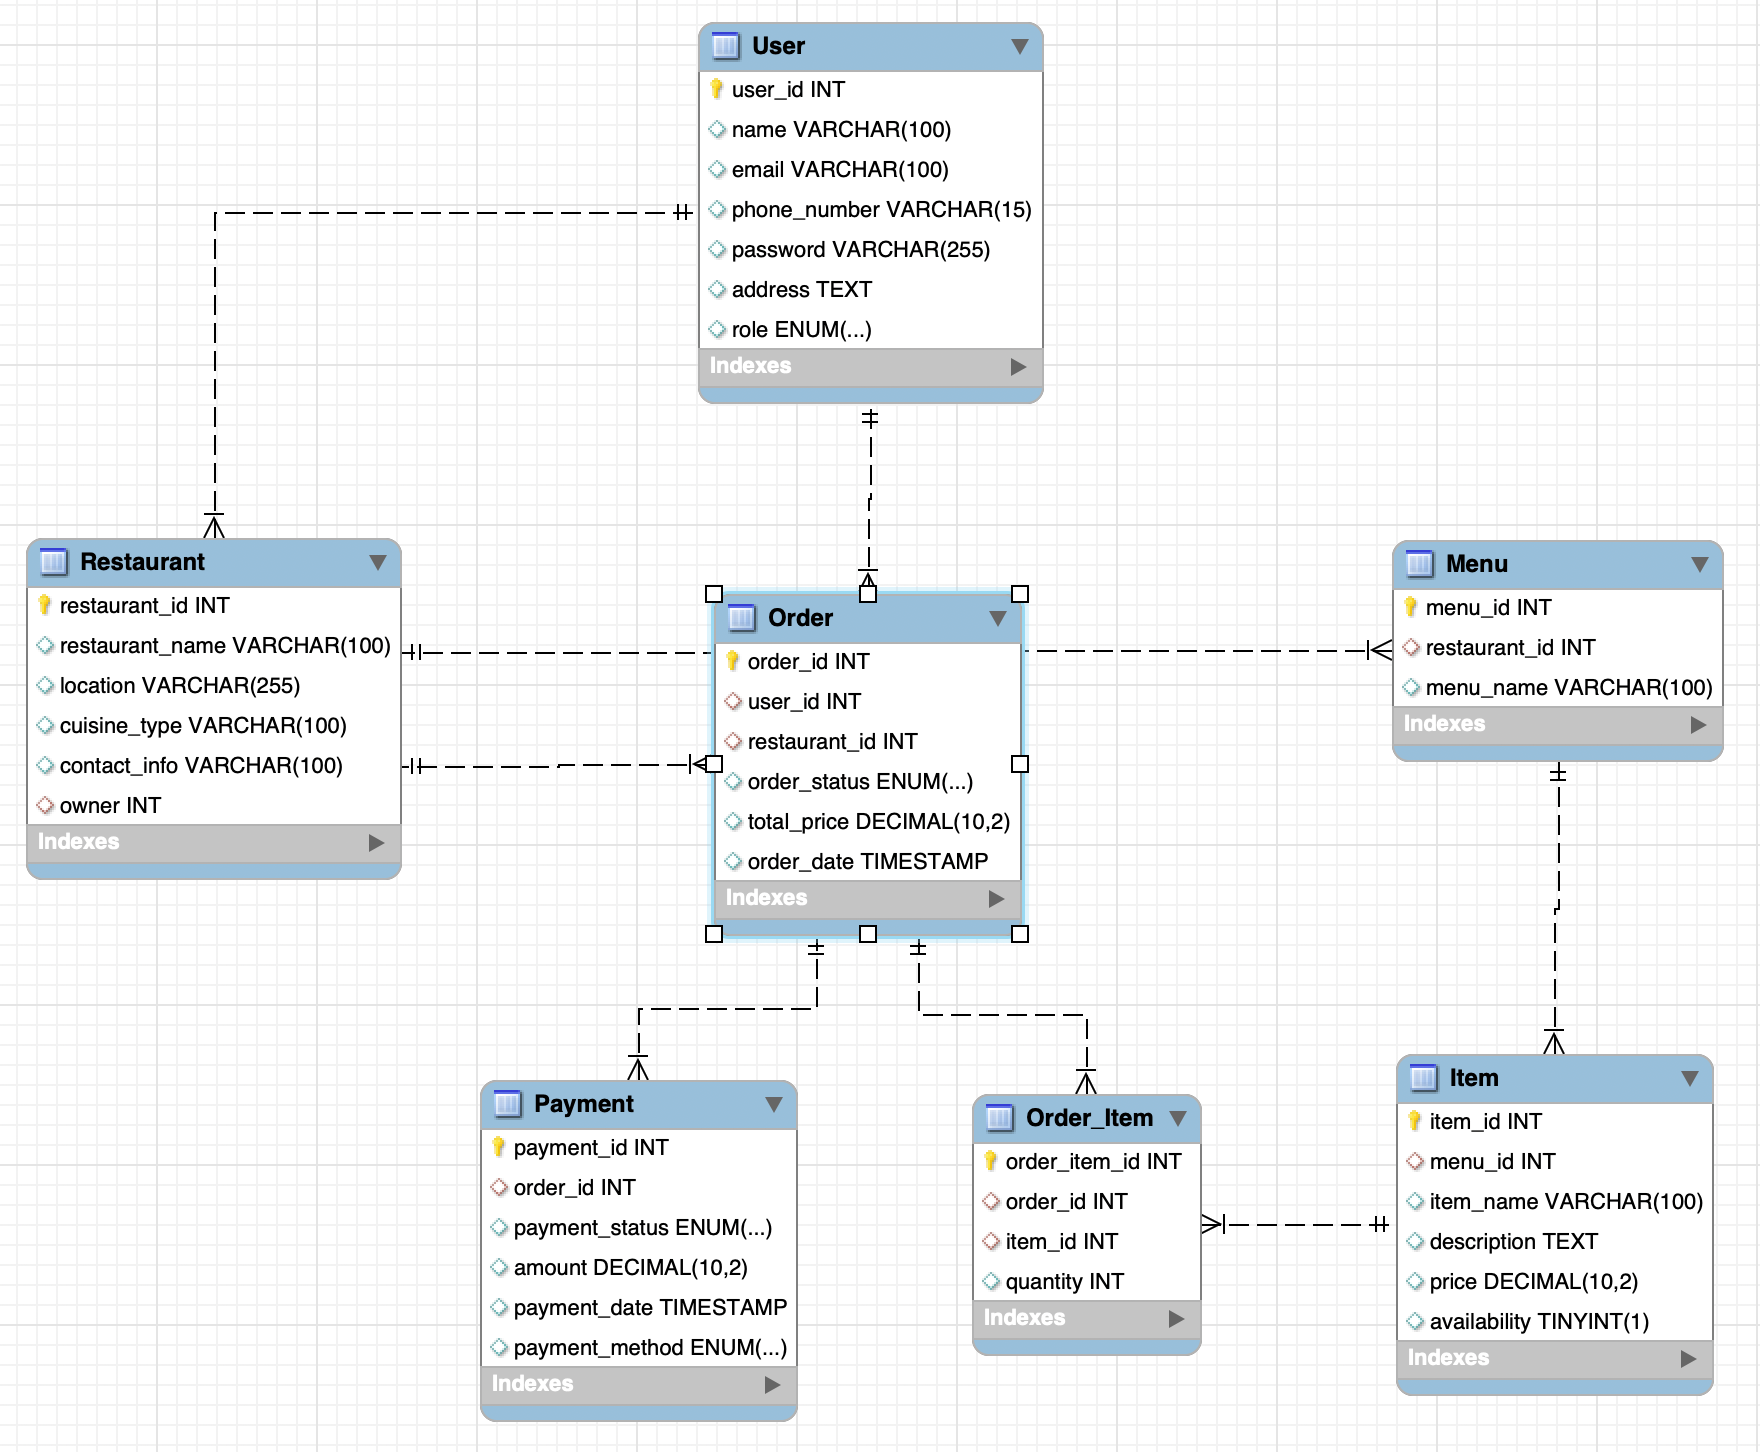 User
user_id INT
name VARCHAR(100)
email VARCHAR(100)
phone_number VARCHAR(15)
password VARCHAR(255)
address TEXT
role ENUM(...)
Indexes
Restaurant
restaurant_id INT
restaurant_name VARCHAR(100)
location VARCHAR(255)
cuisine_type VARCHAR(100)
contact_info VARCHAR(100)
owner INT
Indexes
Order
order_id INT
user_id INT
restaurant_id INT
order_status ENUM(...)
total_price DECIMAL(10,2)
order_date TIMESTAMP
Indexes
Menu
menu_id INT
restaurant_id INT
menu_name VARCHAR(100)
Indexes
Payment
payment_id INT
order_id INT
payment_status ENUM(...)
amount DECIMAL(10,2)
payment_date TIMESTAMP
payment_method ENUM(...)
Indexes
Order_Item
order_item_id INT
order_id INT
item_id INT
quantity INT
Indexes
Item
item_id INT
menu_id INT
item_name VARCHAR(100)
description TEXT
price DECIMAL(10,2)
availability TINYINT(1)
Indexes